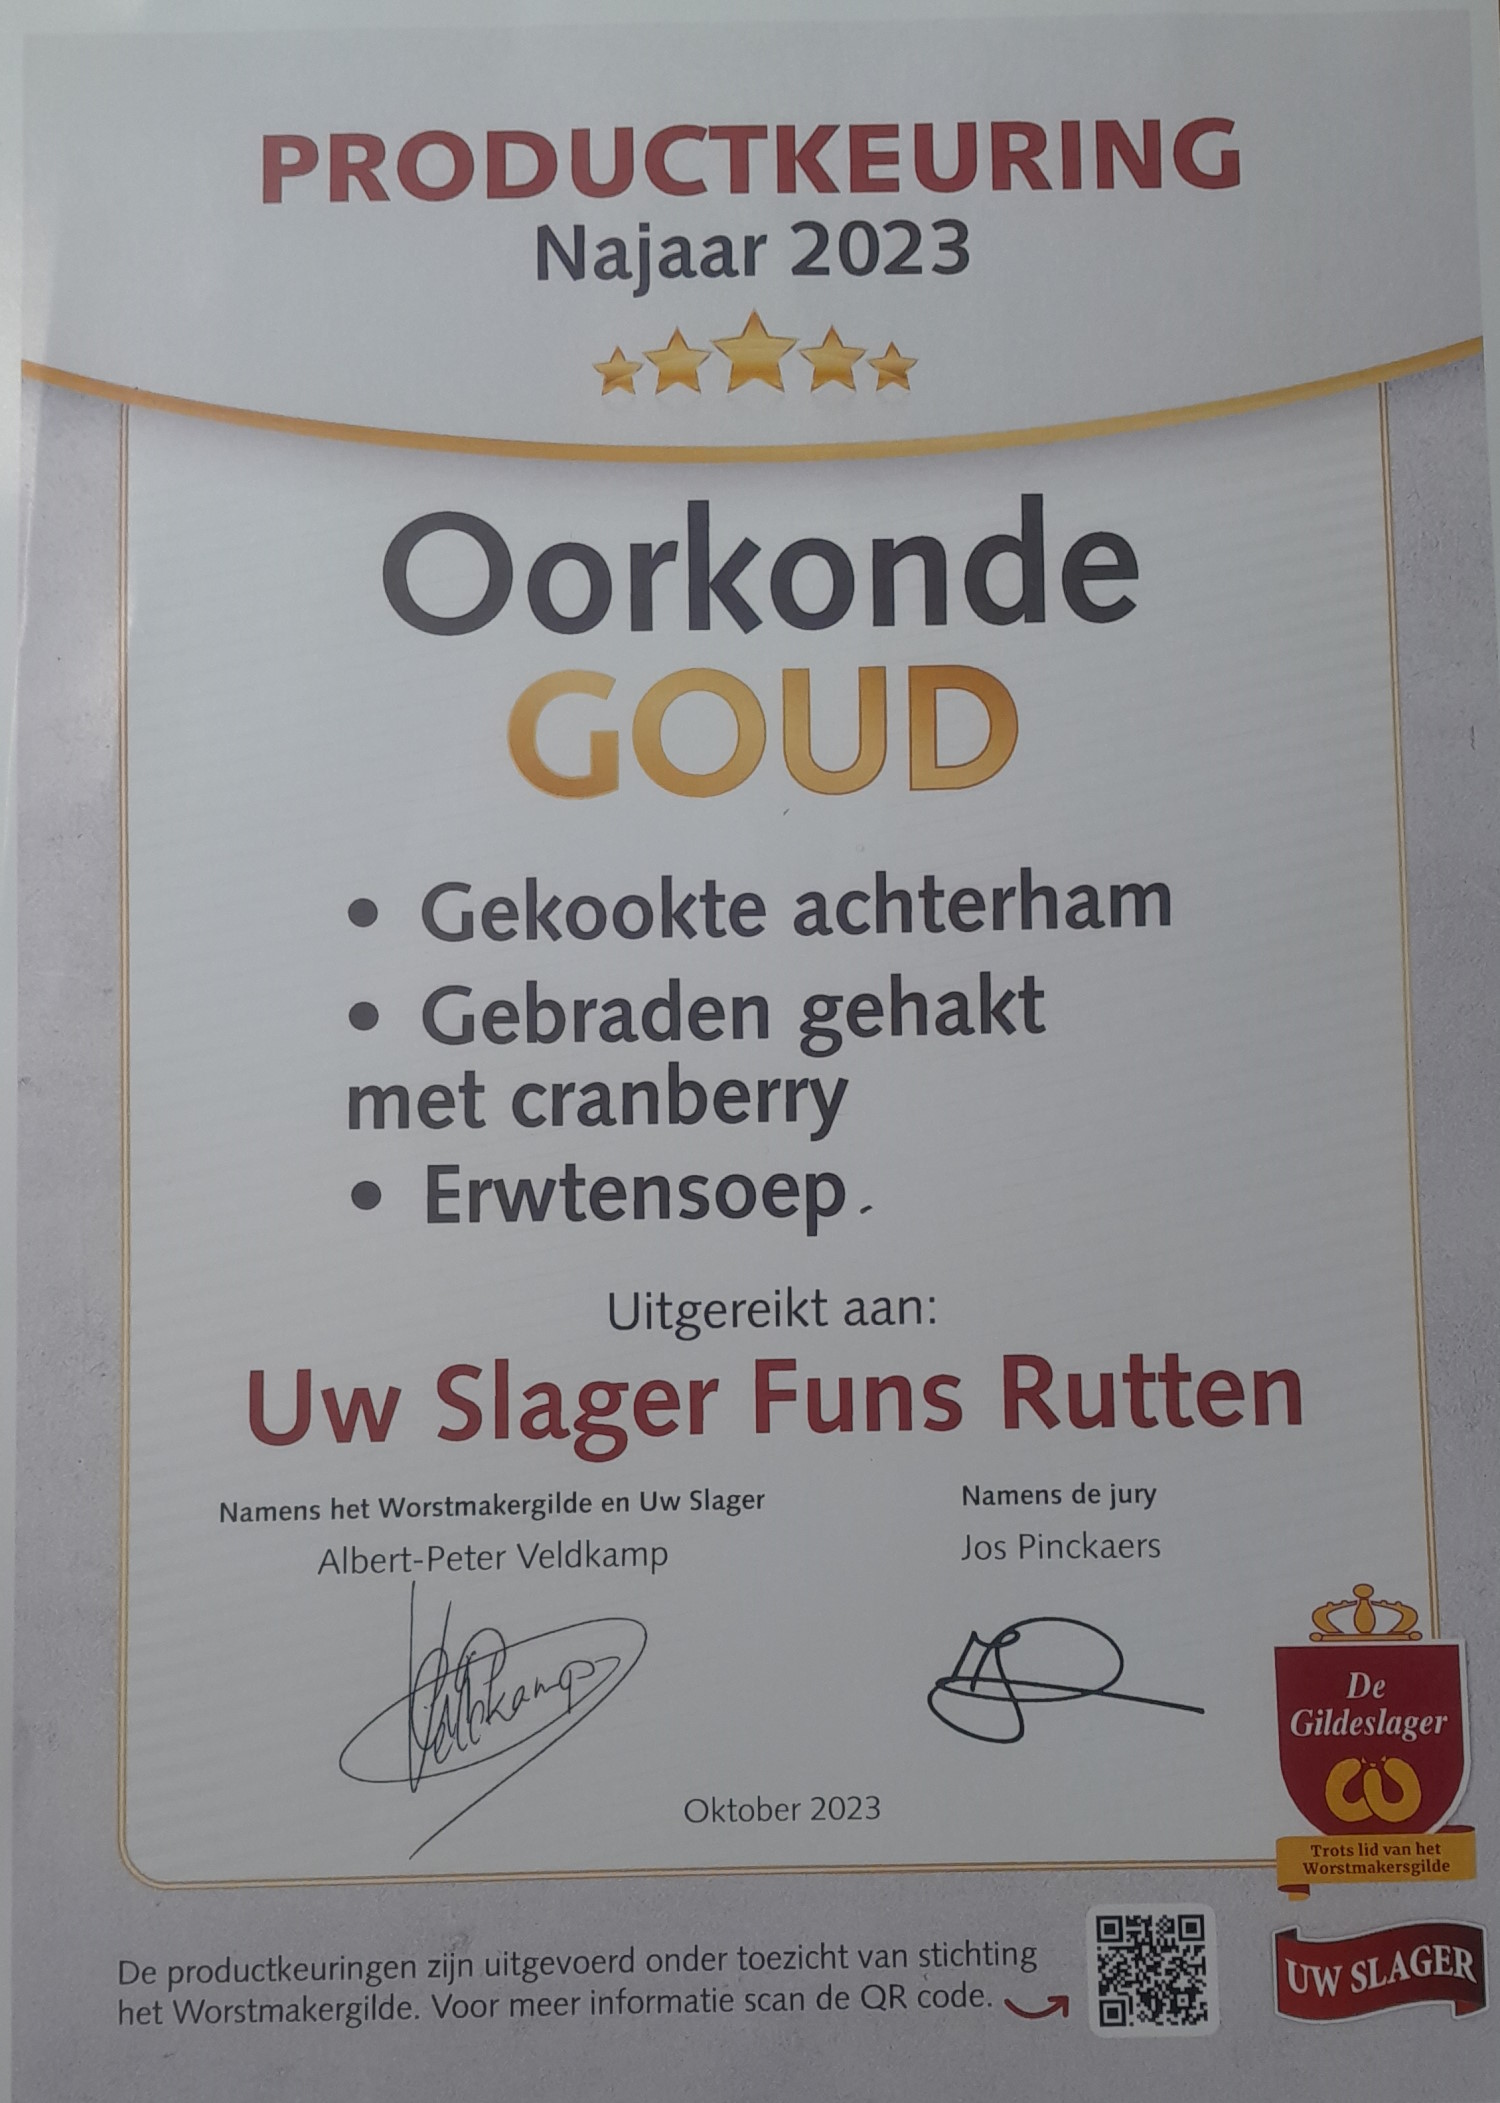 PRODUCTKEURING
Najaar 2023
Oorkonde
GOUD
• Gekookte achterham
• Gebraden gehakt
met cranberry
• Erwtensoep
Uitgereikt aan:
Uw Slager Funs Rutten
Namens het Worstmakergilde en Uw Slager
Albert-Peter Veldkamp
Veldkamp
Namens de jury
Jos Pinckaers
Oktober 2023
De
Gildeslager
Trots lid van het
Worstmakersgilde
De productkeuringen zijn uitgevoerd onder toezicht van stichting
het Worstmakergilde. Voor meer informatie scan de QR code.
UW SLAGER